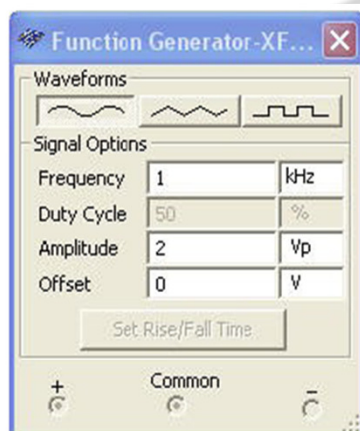 Function Generator-XF...
Waveforms
Signal Options
Frequency 1 kHz
Duty Cycle 50 %
Amplitude 2 Vp
Offset 0 V
Set Rise/Fall Time
+ Common -